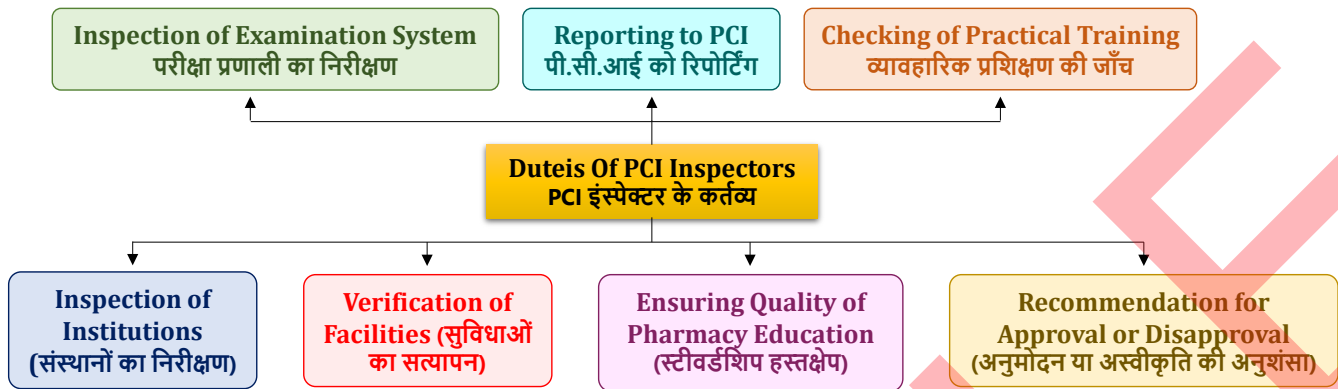 Inspection of Examination System
परीक्षा प्रणाली का निरीक्षण
Reporting to PCI
पी.सी.आई को रिपोर्टिंग
Checking of Practical Training
व्यावहारिक प्रशिक्षण की जाँच
Duteis Of PCI Inspectors
PCI इंस्पेक्टर के कर्तव्य
Inspection of
Institutions
(संस्थानों का निरीक्षण)
Verification of
Facilities (सुविधाओं
का सत्यापन)
Ensuring Quality of
Pharmacy Education
(स्टीवर्डशिप हस्तक्षेप)
Recommendation for
Approval or Disapproval
(अनुमोदन या अस्वीकृति की अनुशंसा)